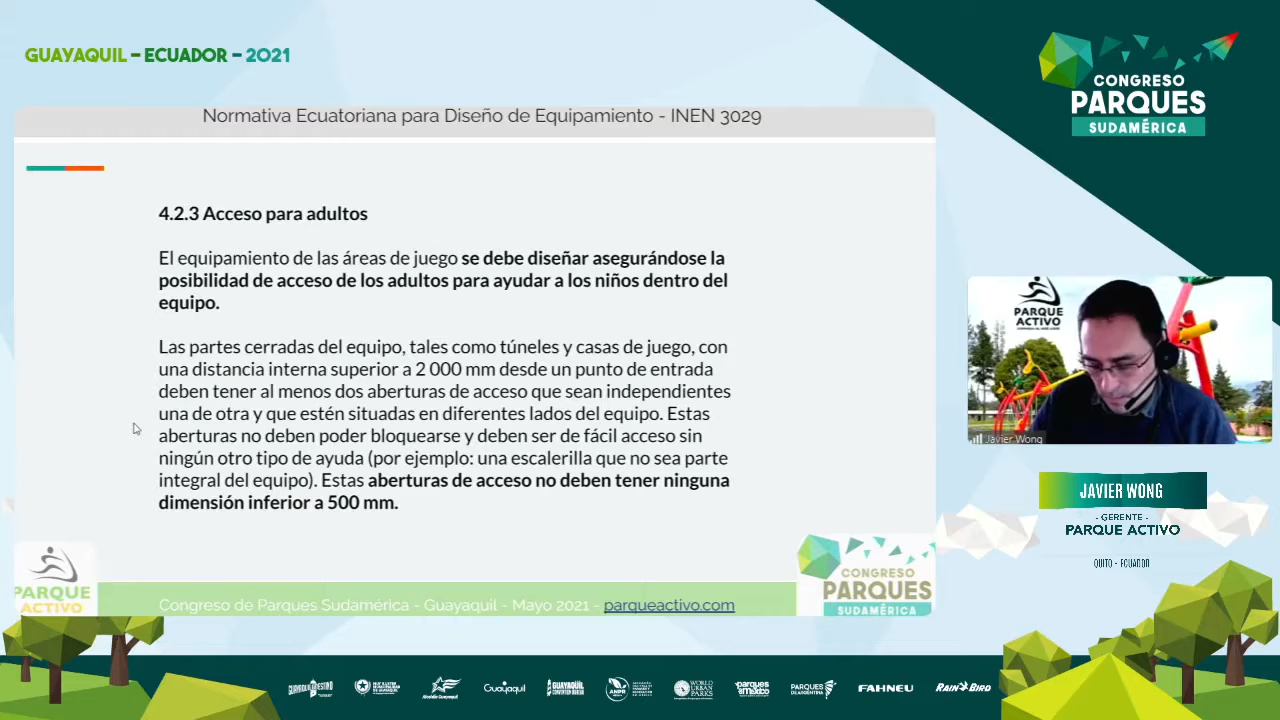 GUAYAQUIL – ECUADOR – 2021
CONGRESO
PARQUES
SUDAMÉRICA
Normativa Ecuatoriana para Diseño de Equipamiento - INEN 3029
4.2.3 Acceso para adultos
El equipamiento de las áreas de juego se debe diseñar asegurándose la
posibilidad de acceso de los adultos para ayudar a los niños dentro del
equipo.
Las partes cerradas del equipo, tales como túneles y casas de juego, con
una distancia interna superior a 2 000 mm desde un punto de entrada
deben tener al menos dos aberturas de acceso que sean independientes
una de otra y que estén situadas en diferentes lados del equipo. Estas
aberturas no deben poder bloquearse y deben ser de fácil acceso sin
ningún otro tipo de ayuda (por ejemplo: una escalerilla que no sea parte
integral del equipo). Estas aberturas de acceso no deben tener ninguna
dimensión inferior a 500 mm.
PARQUE
ACTIVO
Javier Wong
JAVIER WONG
- GERENTE -
PARQUE ACTIVO
QUITO - ECUADOR
PARQUE
ACTIVO
Congreso de Parques Sudamérica - Guayaquil - Mayo 2021 - parqueactivo.com
CONGRESO
PARQUES
SUDAMÉRICA
Guayaquil
ANPR
WORLD
URBAN
PARKS
parques
méxico
PARQUES
FAHNEU
RAIN BIRD